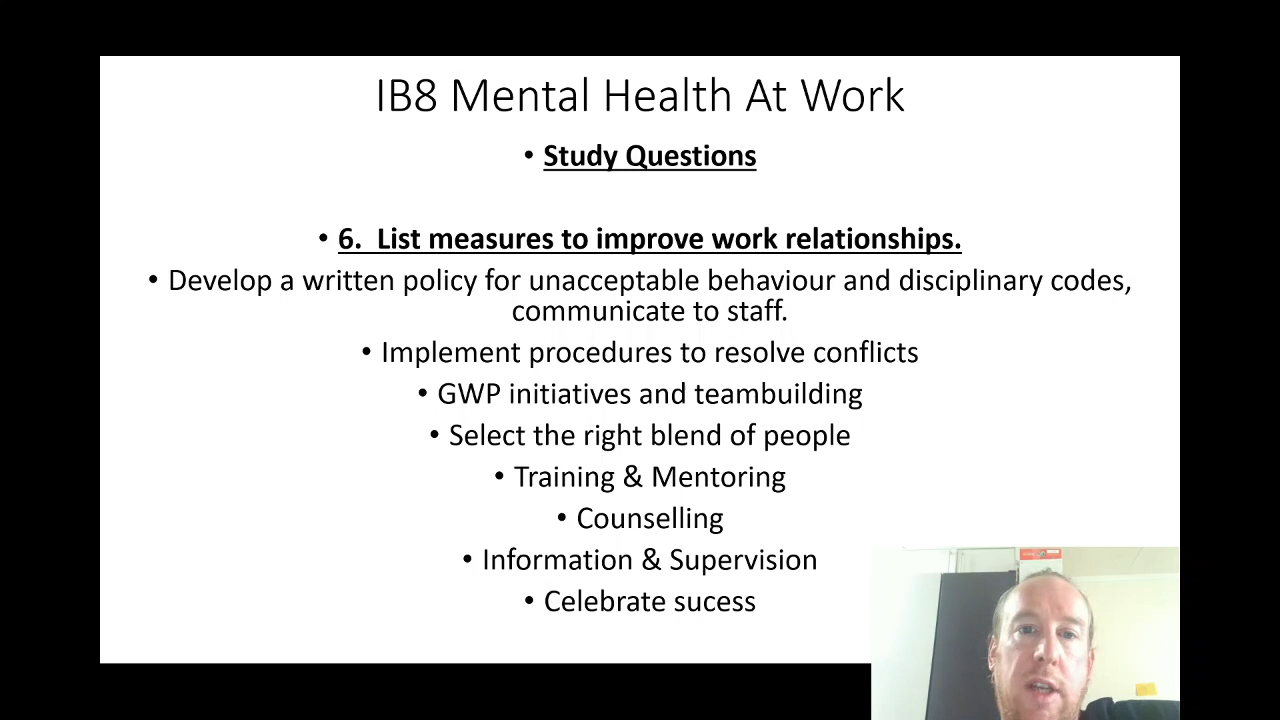 IB8 Mental Health At Work
• Study Questions
• 6. List measures to improve work relationships.
• Develop a written policy for unacceptable behaviour and disciplinary codes,
communicate to staff.
• Implement procedures to resolve conflicts
• GWP initiatives and teambuilding
• Select the right blend of people
• Training & Mentoring
• Counselling
• Information & Supervision
• Celebrate sucess